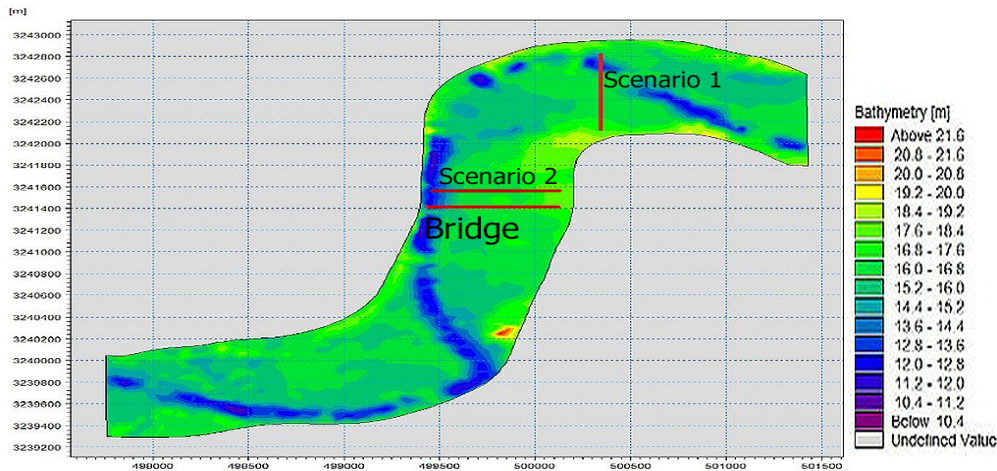 [m]
3243000
3242800
3242600
3242400
3242200
3242000
3241800
3241600
3241400
3241200
3241000
3240800
3240600
3240400
3240200
3240000
3239800
3239600
3239400
3239200
498000 498500 499000 499500 500000 500500 501000 501500
Scenario 1
Scenario 2
Bridge
Bathymetry [m]
Above 21.6
20.8 - 21.6
20.0 - 20.8
19.2 - 20.0
18.4 - 19.2
17.6 - 18.4
16.8 - 17.6
16.0 - 16.8
15.2 - 16.0
14.4 - 15.2
13.6 - 14.4
12.8 - 13.6
12.0 - 12.8
11.2 - 12.0
10.4 - 11.2
Below 10.4
Undefined Value